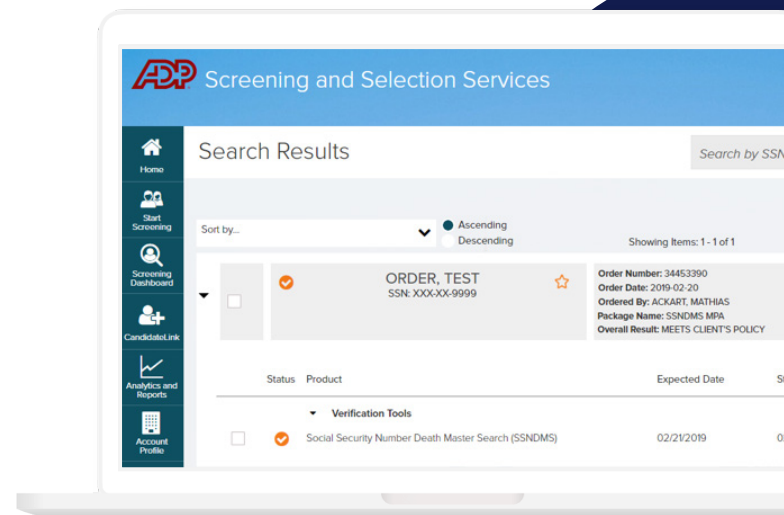 ADP Screening and Selection Services
Home
Start
Screening
Screening
Dashboard
CandidateLink
Analytics and
Reports
Account
Profile
Search Results
Search by SSN
Sort by...
Ascending
Descending
Showing Items: 1 - 1 of 1
ORDER, TEST
SSN: XXX-XX-9999
Order Number: 34453390
Order Date: 2019-02-20
Ordered By: ACKART, MATHIAS
Package Name: SSNDMS MPA
Overall Result: MEETS CLIENT'S POLICY
Status Product Expected Date
Verification Tools
Social Security Number Death Master Search (SSNDMS) 02/21/2019